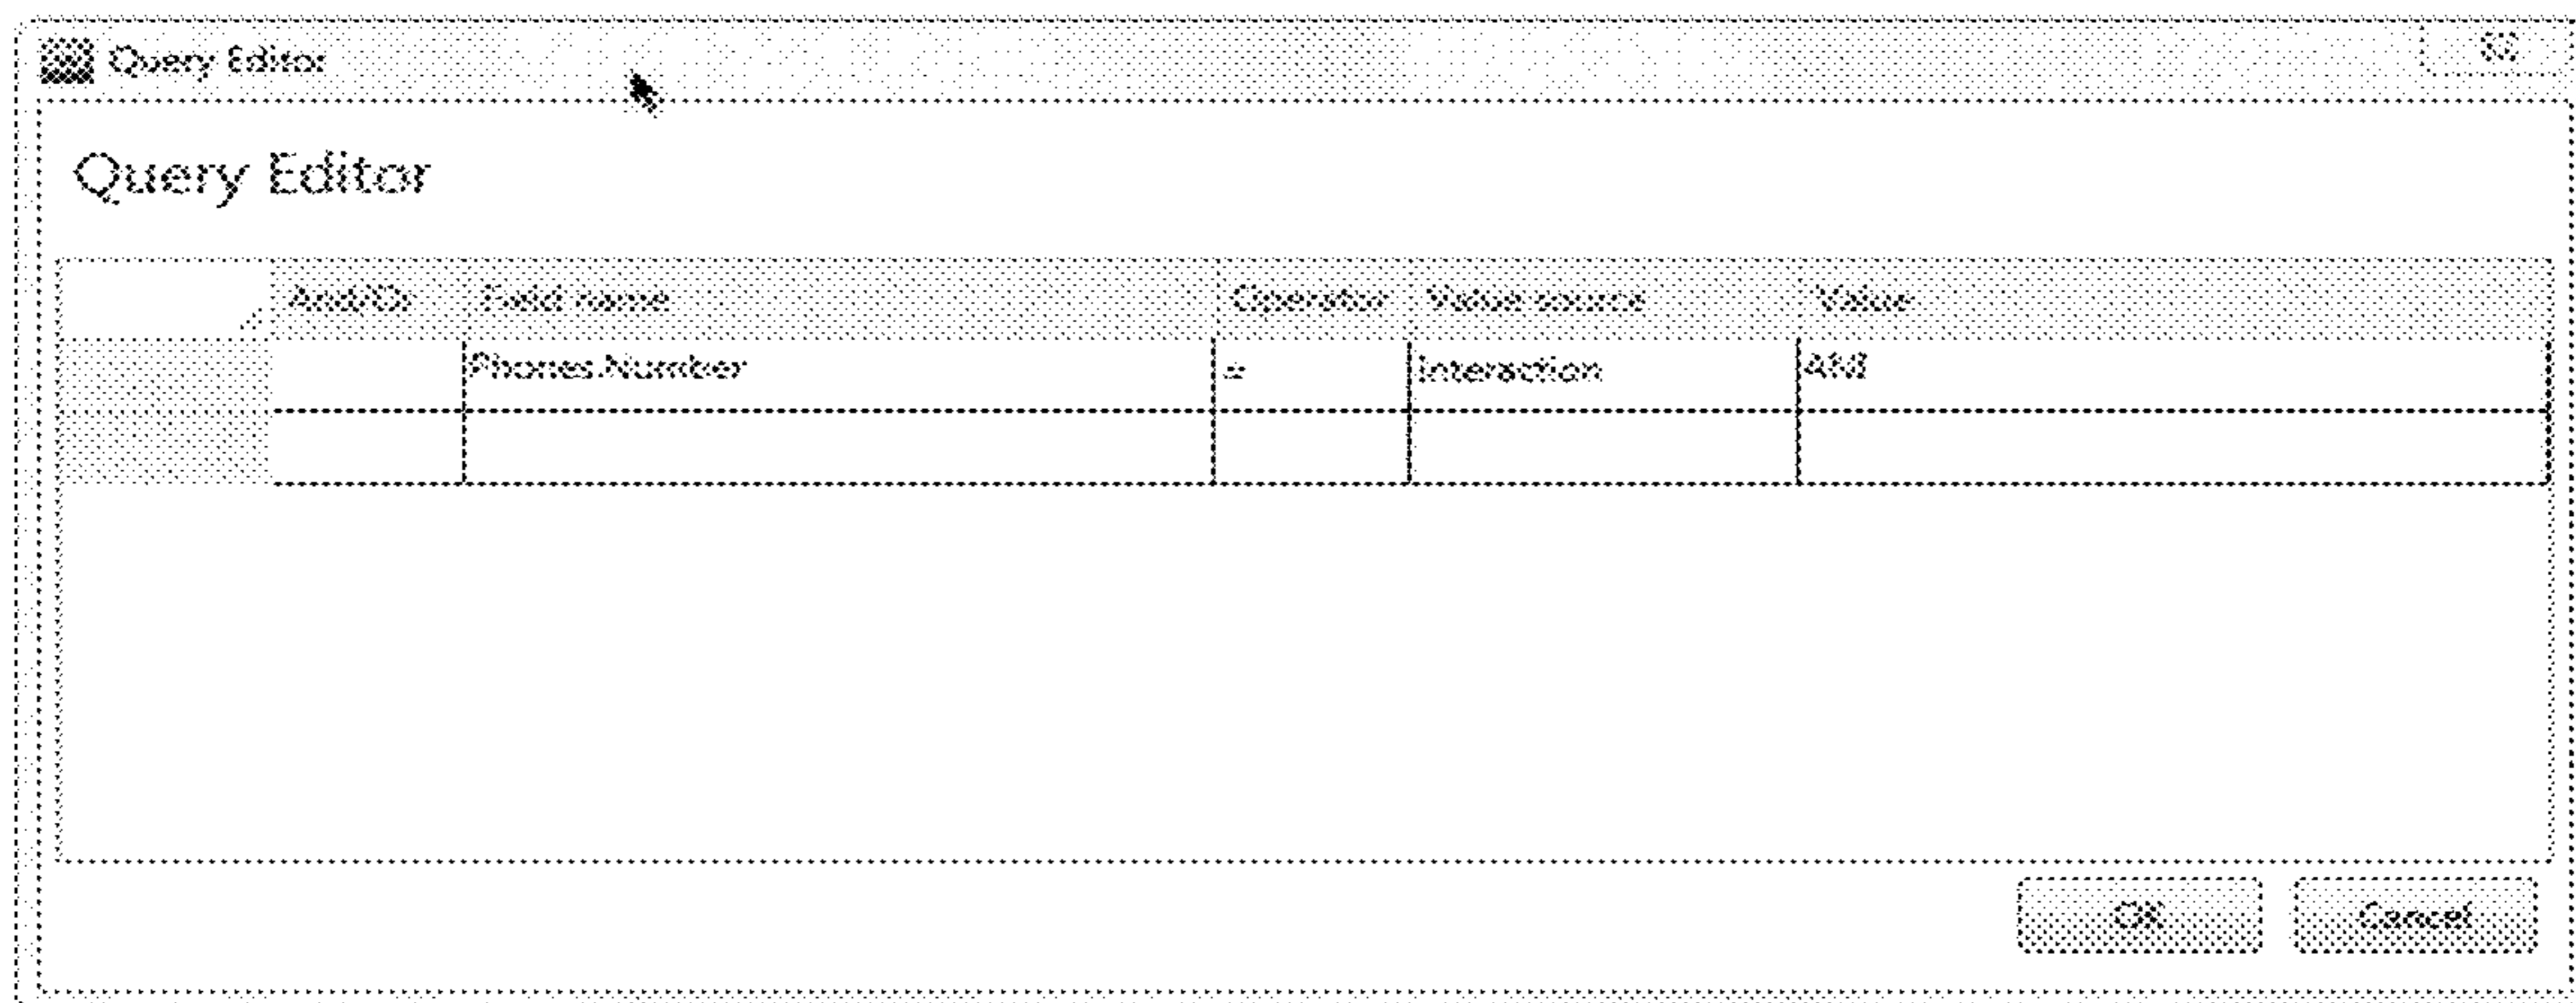 Query Editor
Query Editor
And/Or Field name Operator Value source Value
Phones.Number = Interaction ANI
OK Cancel